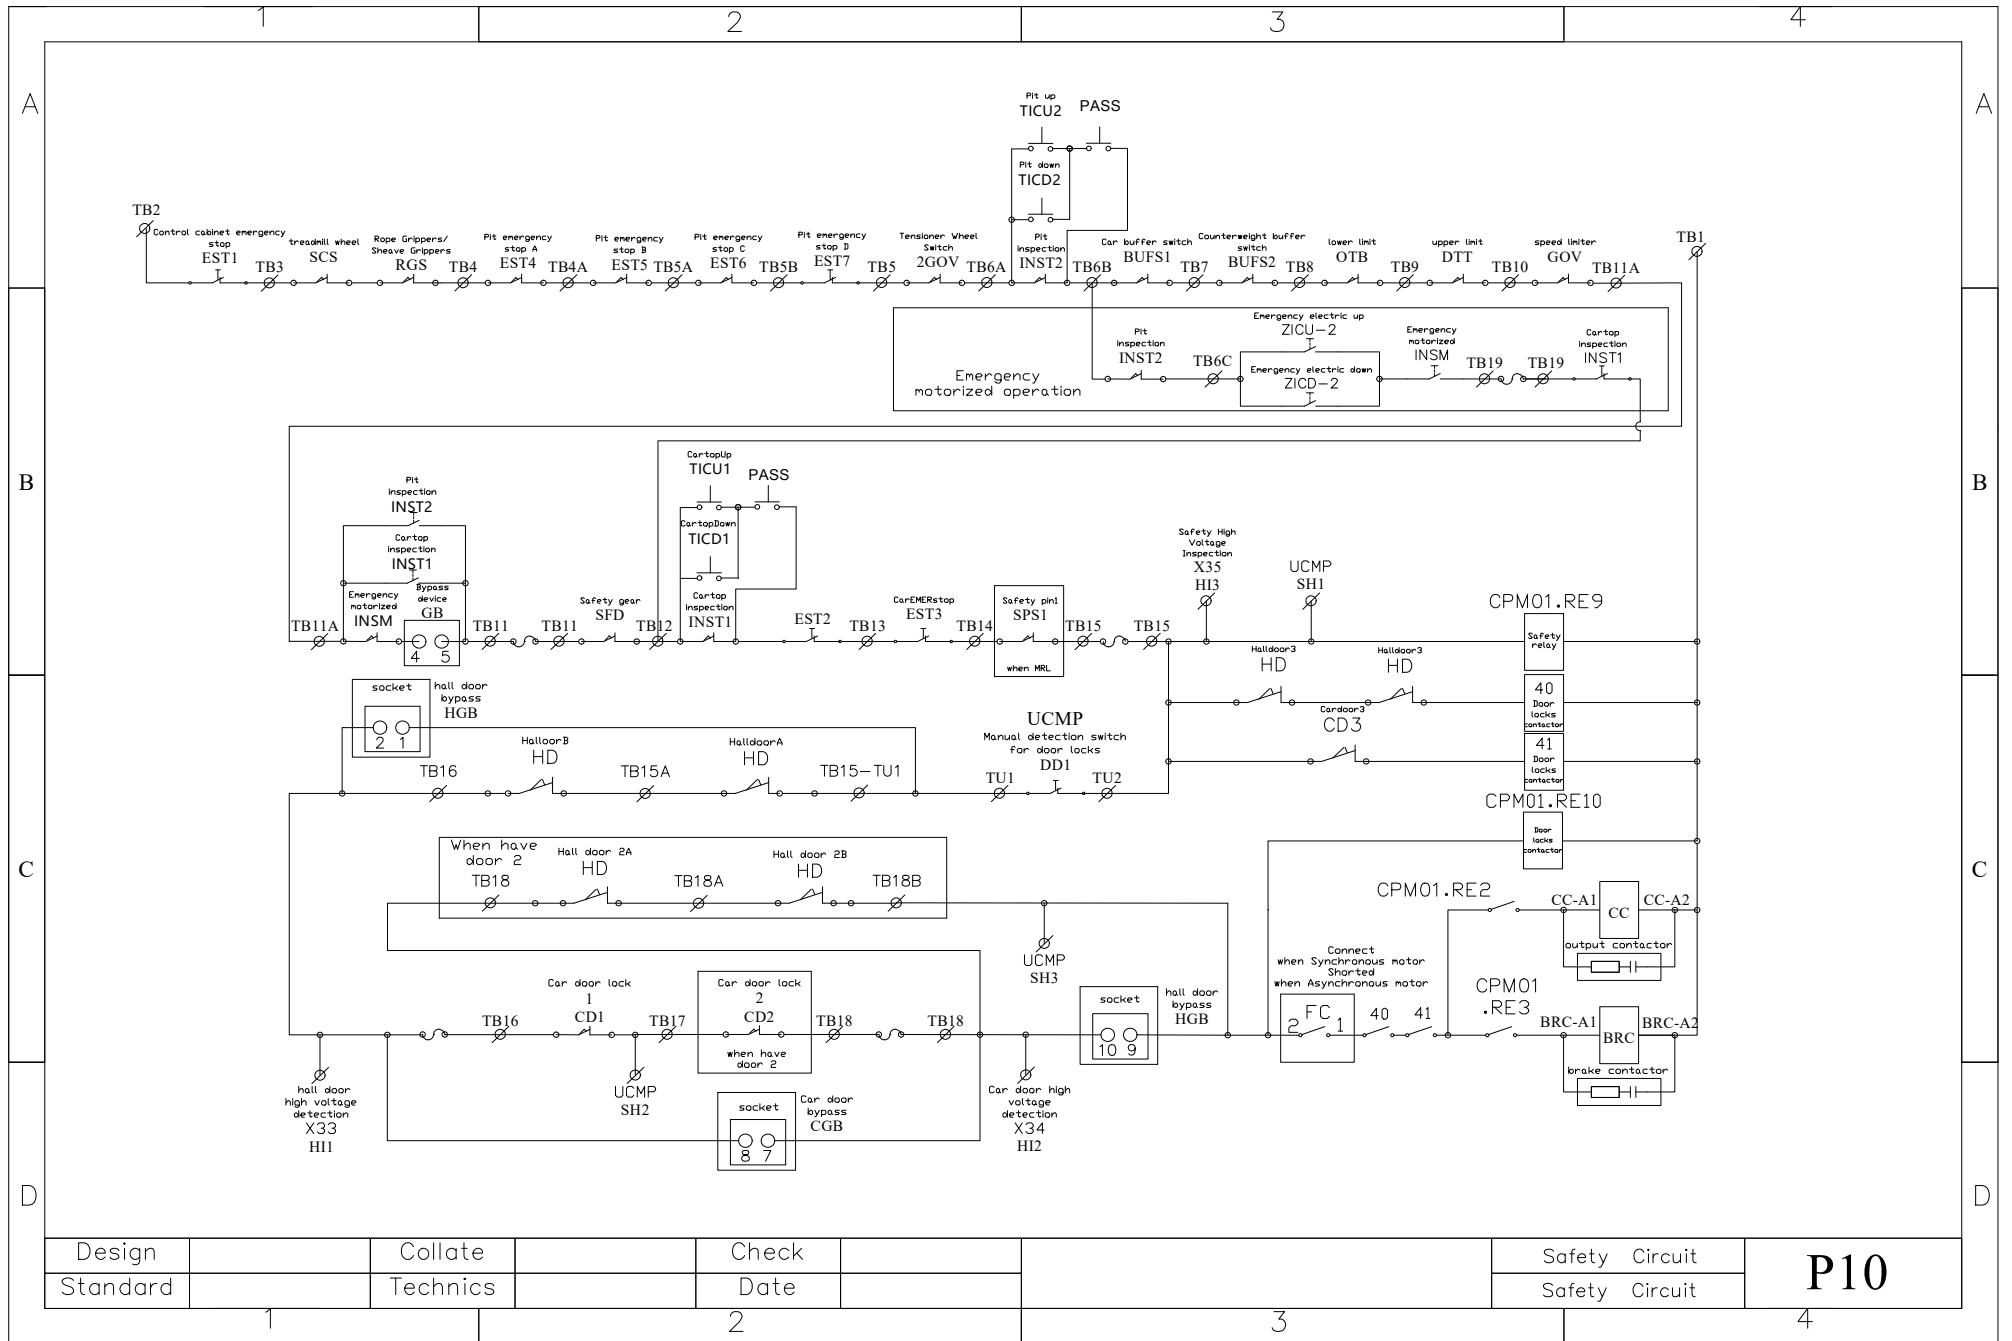 1
2
3
4
A
A
Pit up
TICU2
PASS
Pit down
TICD2
TB2
Control cabinet emergency
stop
EST1
TB3
treadmill wheel
SCS
Rope Grippers/
Sheave Grippers
RGS
TB4
Pit emergency
stop A
EST4
TB4A
Pit emergency
stop B
EST5
TB5A
Pit emergency
stop C
EST6
TB5B
Pit emergency
stop D
EST7
TB5
Tensioner Wheel
Switch
2GOV
TB6A
Pit
inspection
INST2
TB6B
Car buffer switch
BUFS1
TB7
Counterweight buffer
switch
BUFS2
TB8
lower limit
OTB
TB9
upper limit
DTT
TB10
speed limiter
GOV
TB11A
TB1
Emergency
motorized operation
Pit
inspection
INST2
TB6C
Emergency electric up
ZICU-2
Emergency electric down
ZICD-2
Emergency
motorized
INSM
TB19
TB19
Cartop
inspection
INST1
B
B
Pit
inspection
INST2
Cartop
inspection
INST1
CartopUp
TICU1
PASS
CartopDown
TICD1
TB11A
Emergency
motorized
INSM
Bypass
device
GB
4 5
TB11
TB11
Safety gear
SFD
TB12
Cartop
inspection
INST1
EST2
TB13
CarEMERstop
EST3
TB14
Safety pin1
SPS1
when MRL
TB15
TB15
Safety High
Voltage
Inspection
X35
HI3
UCMP
SH1
CPM01.RE9
Safety
relay
Halldoor3
HD
Halldoor3
HD
40
Door
locks
contactor
Cardoor3
CD3
41
Door
locks
contactor
socket
2 1
hall door
bypass
HGB
TB16
HalloorB
HD
TB15A
HalldoorA
HD
TB15-TU1
UCMP
Manual detection switch
for door locks
DD1
TU1
TU2
CPM01.RE10
Door
locks
contactor
C
C
When have
door 2
TB18
Hall door 2A
HD
TB18A
Hall door 2B
HD
TB18B
UCMP
SH3
CPM01.RE2
CC-A1
CC
CC-A2
output contactor
hall door
high voltage
detection
X33
HI1
TB16
Car door lock
1
CD1
UCMP
SH2
TB17
Car door lock
2
CD2
when have
door 2
TB18
TB18
Car door high
voltage
detection
X34
HI2
socket
10 9
hall door
bypass
HGB
Connect
when Synchronous motor
Shorted
when Asynchronous motor
2 FC 1
40
41
CPM01
.RE3
BRC-A1
BRC
BRC-A2
brake contactor
socket
8 7
Car door
bypass
CGB
D
D
Design
Collate
Check
Safety Circuit
P10
Standard
Technics
Date
Safety Circuit
1
2
3
4